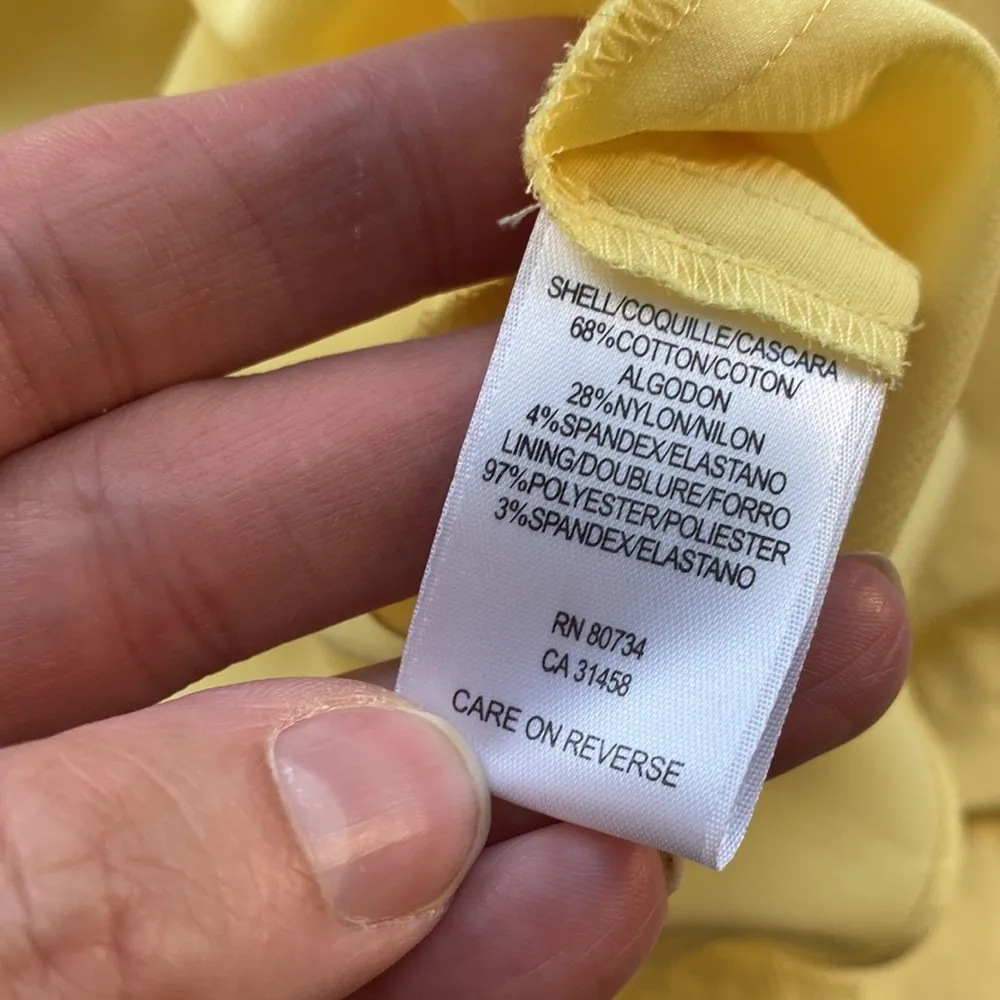 SHELL/COQUILLE/CASCARA
68%COTTON/COTON/
ALGODON
28%NYLON/NILON
4%SPANDEX/ELASTANO
LINING/DOUBLURE/FORRO
97%POLYESTER/POLIESTER
3%SPANDEX/ELASTANO
RN 80734
CA 31458
CARE ON REVERSE